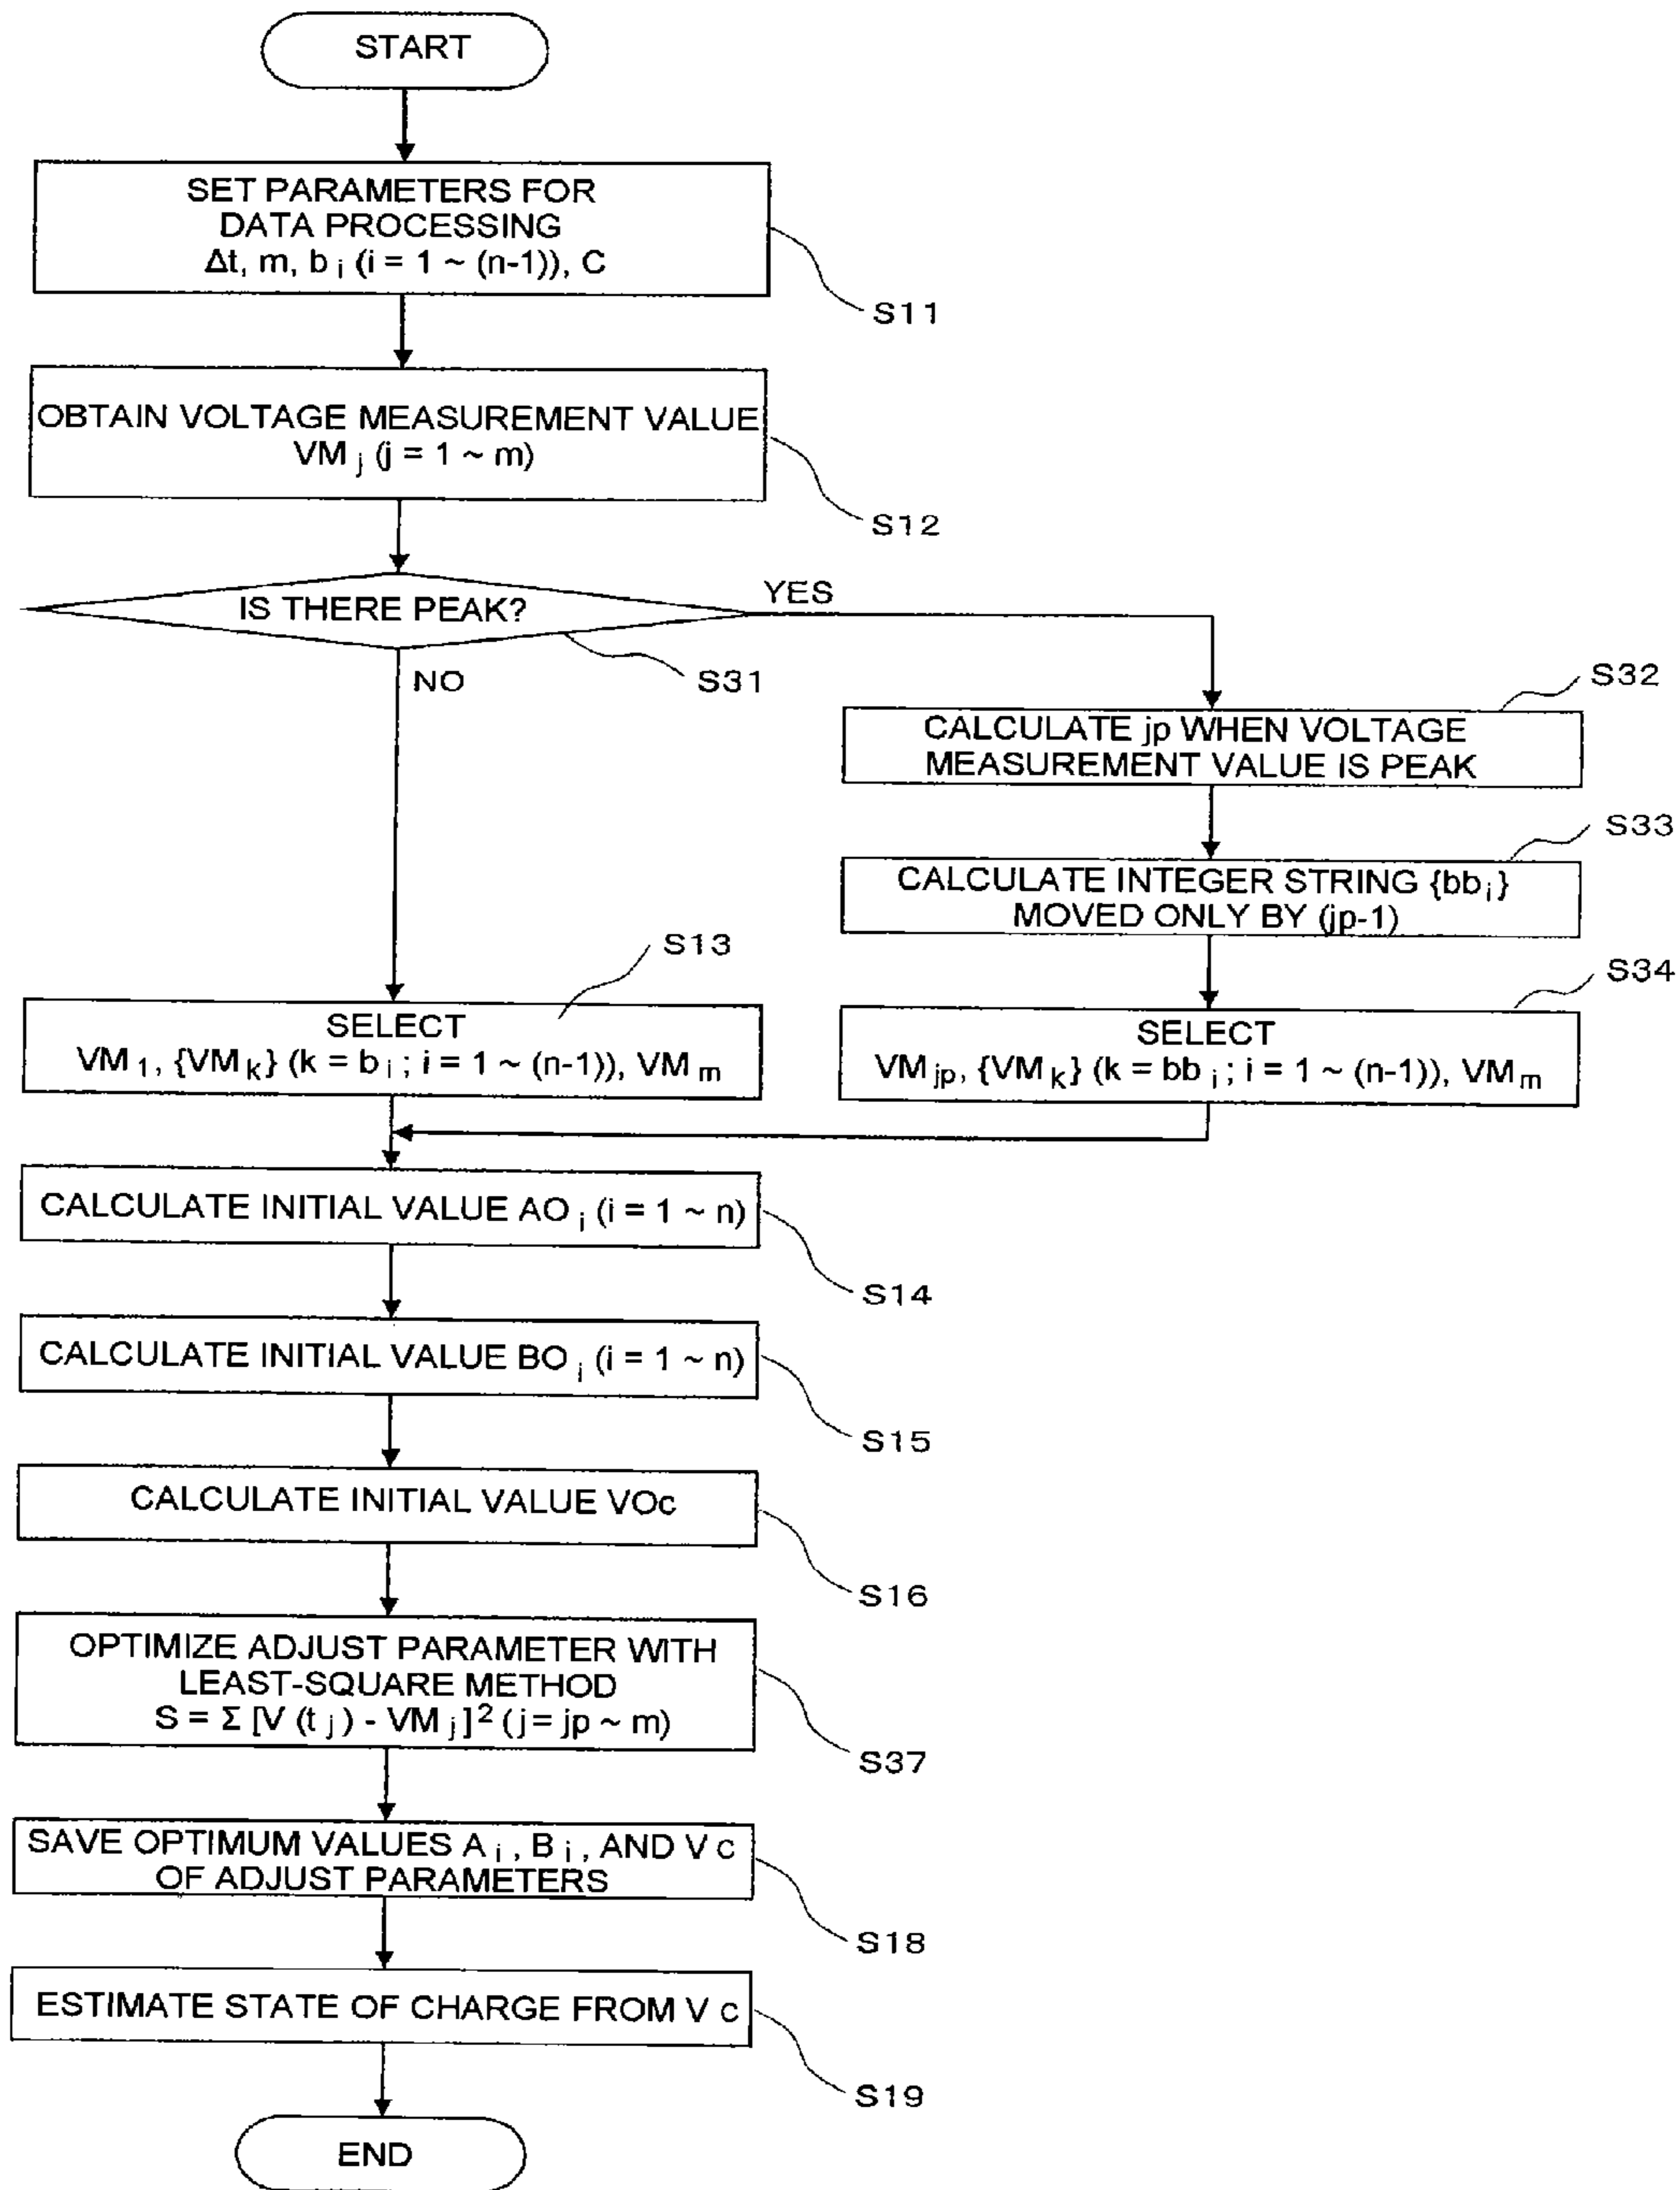 START
SET PARAMETERS FOR
DATA PROCESSING
Δt, m, b i (i = 1 ~ (n-1)), C
S11
OBTAIN VOLTAGE MEASUREMENT VALUE
VM j (j = 1 ~ m)
S12
IS THERE PEAK?
YES
NO
S31
S32
CALCULATE jp WHEN VOLTAGE
MEASUREMENT VALUE IS PEAK
S33
CALCULATE INTEGER STRING {bb i}
MOVED ONLY BY (jp-1)
S13
S34
SELECT
VM 1, {VM k} (k = b i ; i = 1 ~ (n-1)), VM m
SELECT
VM jp, {VM k} (k = bb i ; i = 1 ~ (n-1)), VM m
CALCULATE INITIAL VALUE AO i (i = 1 ~ n)
S14
CALCULATE INITIAL VALUE BO i (i = 1 ~ n)
S15
CALCULATE INITIAL VALUE VOc
S16
OPTIMIZE ADJUST PARAMETER WITH
LEAST-SQUARE METHOD
S = Σ [V (t j) - VM j]² (j = jp ~ m)
S37
SAVE OPTIMUM VALUES A i , B i , AND V c
OF ADJUST PARAMETERS
S18
ESTIMATE STATE OF CHARGE FROM V c
S19
END